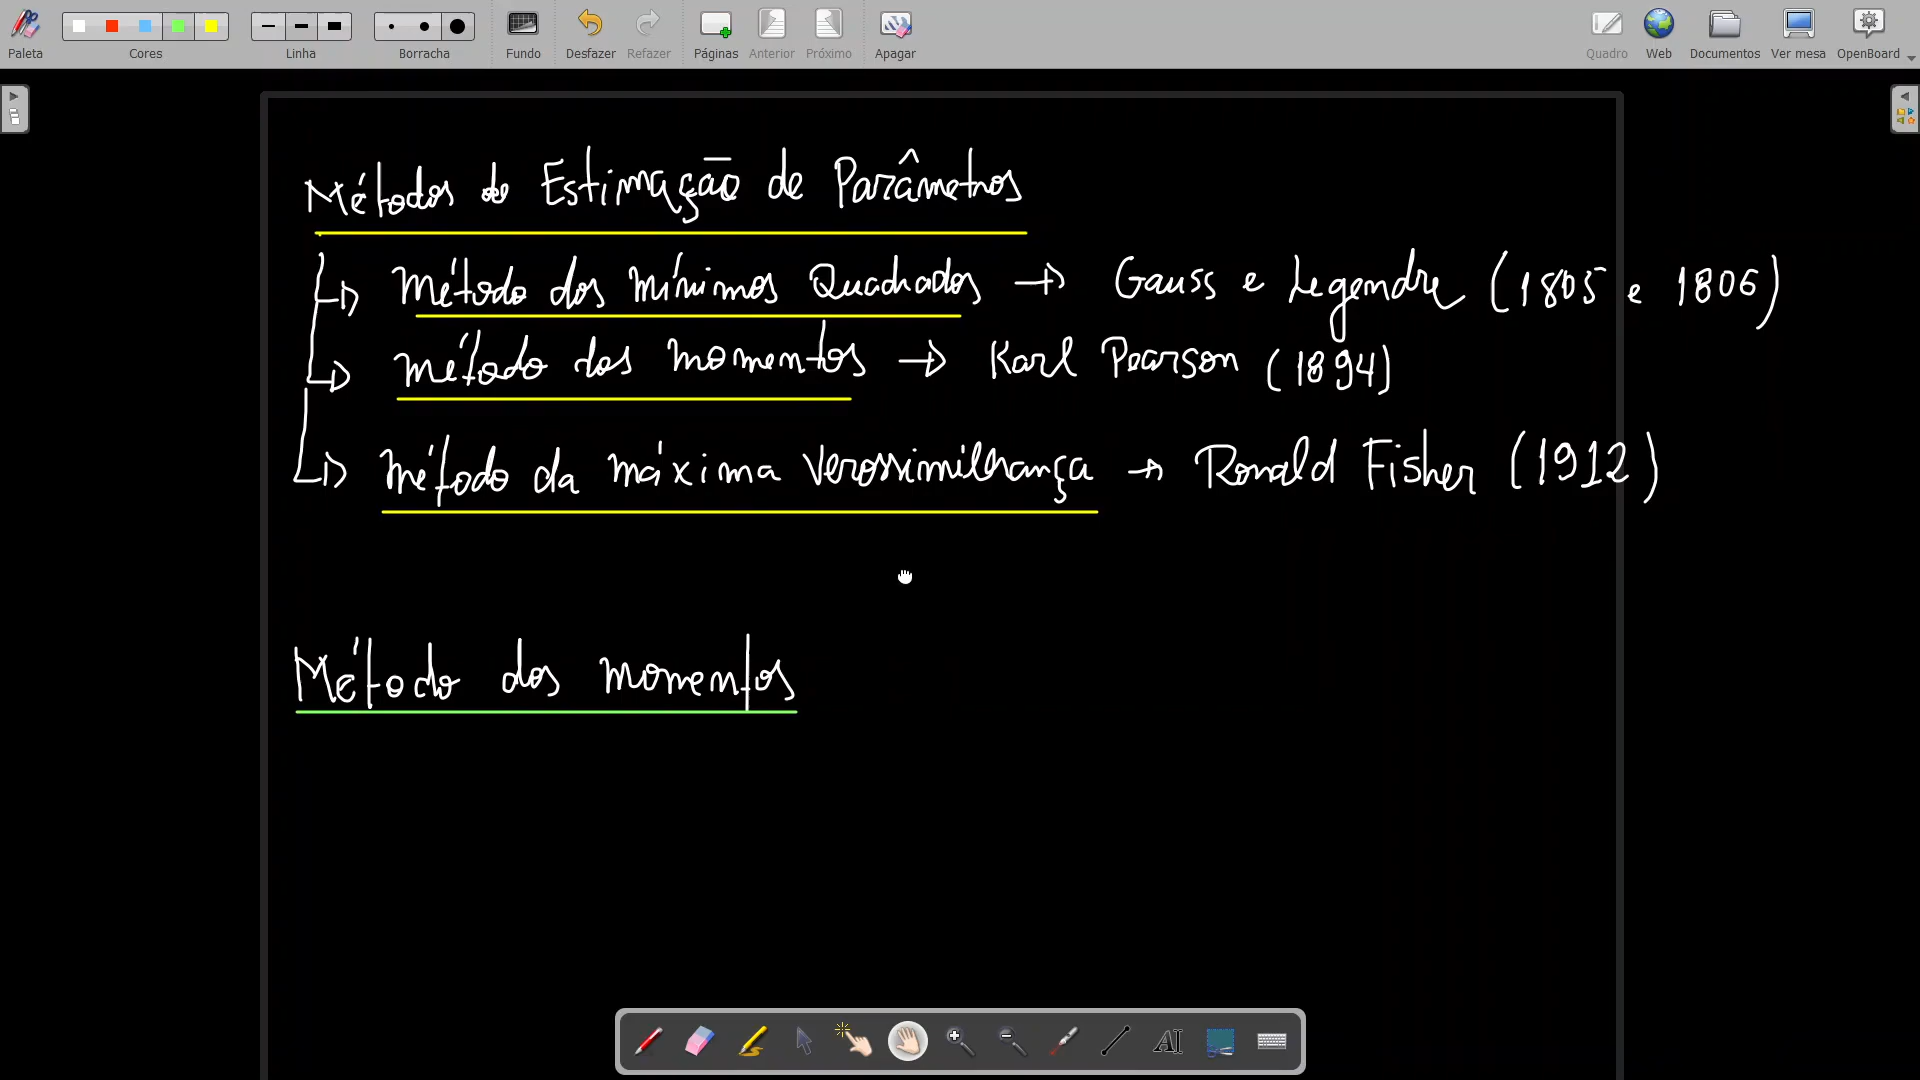 Paleta Cores Linha Borracha Fundo Desfazer Refazer Páginas Anterior Próximo Apagar Quadro Web Documentos Ver mesa OpenBoard
Métodos de Estimação de Parâmetros
Método dos mínimos Quadrados → Gauss e Legendre (1805 e 1806)
método dos momentos → Karl Pearson (1894)
método da máxima verossimilhança → Ronald Fisher (1912)
Método dos momentos
AI